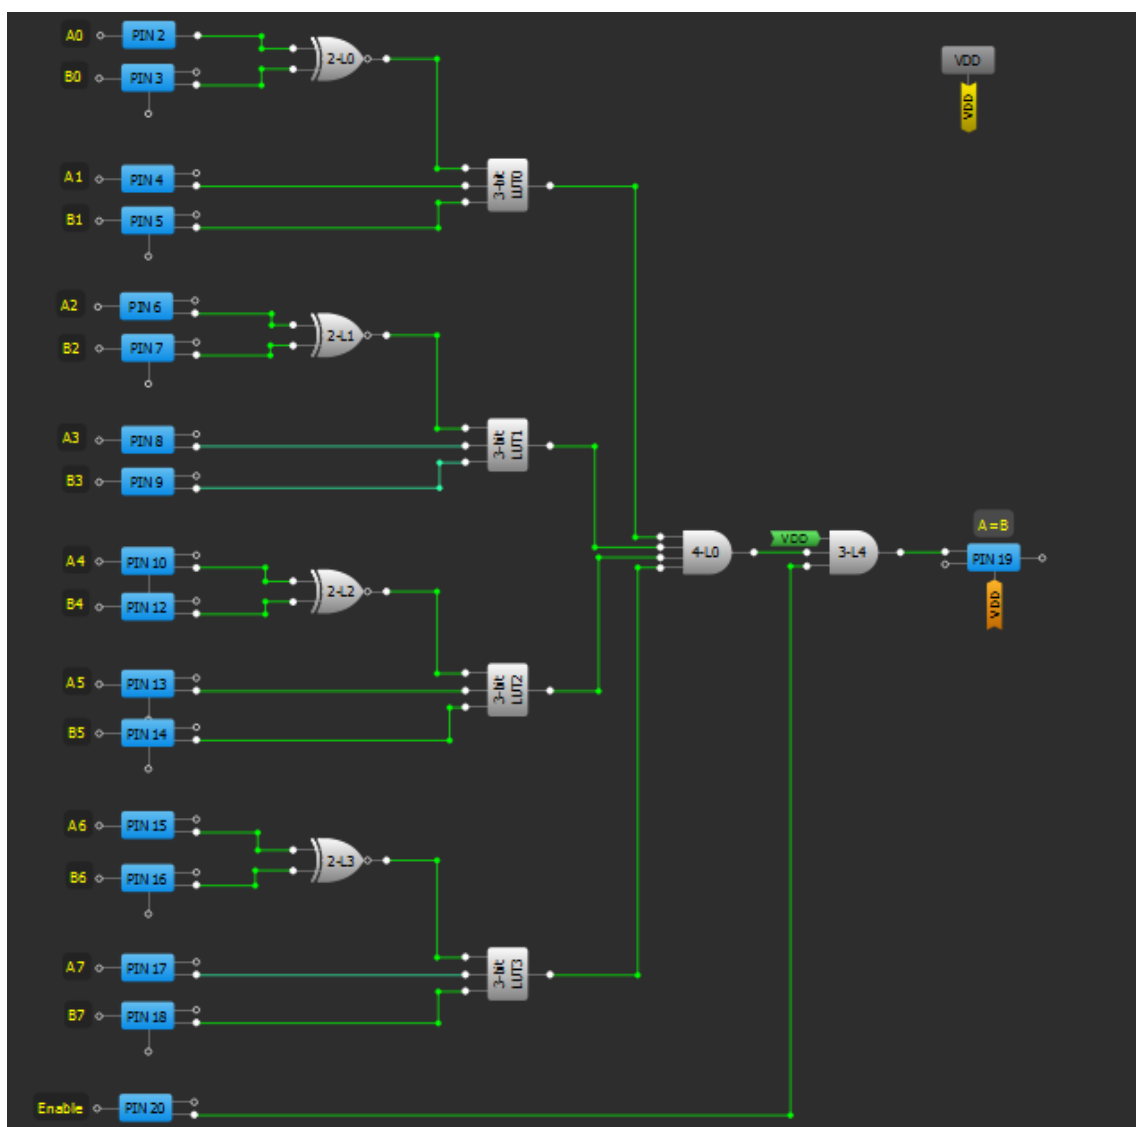 A0 PIN 2
2-L0
VDD
B0 PIN 3
VDD
A1 PIN 4
3-bit LUT0
B1 PIN 5
A2 PIN 6
2-L1
B2 PIN 7
A3 PIN 8
3-bit LUT1
B3 PIN 9
A=B
VDD
4-L0
3-L4
PIN 19
A4 PIN 10
2-L2
B4 PIN 12
VDD
A5 PIN 13
3-bit LUT2
B5 PIN 14
A6 PIN 15
2-L3
B6 PIN 16
A7 PIN 17
3-bit LUT3
B7 PIN 18
Enable PIN 20